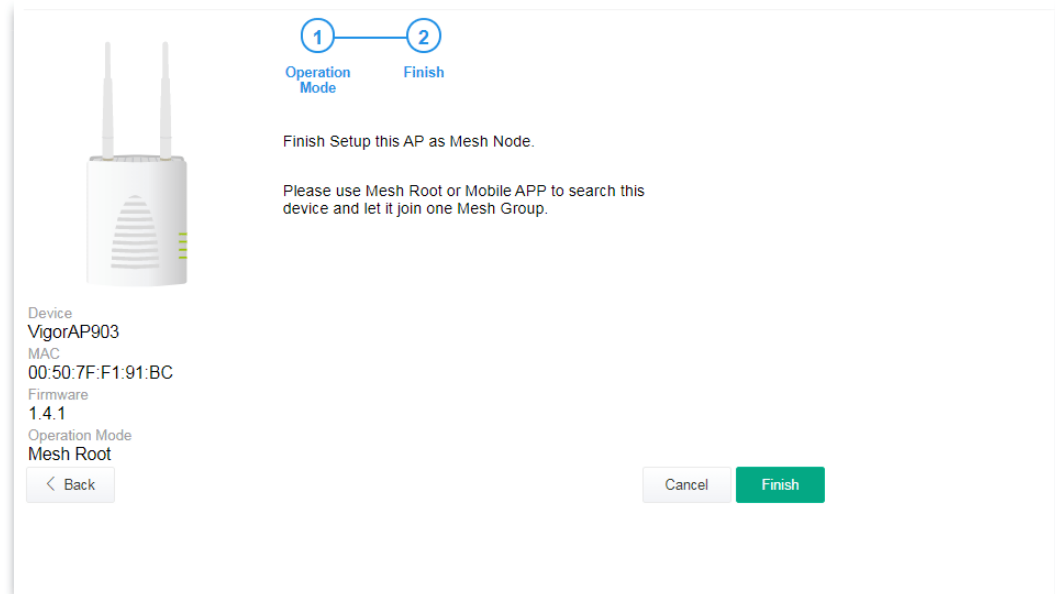 1
2
Operation
Mode
Finish
Finish Setup this AP as Mesh Node.
Please use Mesh Root or Mobile APP to search this
device and let it join one Mesh Group.
Device
VigorAP903
MAC
00:50:7F:F1:91:BC
Firmware
1.4.1
Operation Mode
Mesh Root
< Back
Cancel
Finish